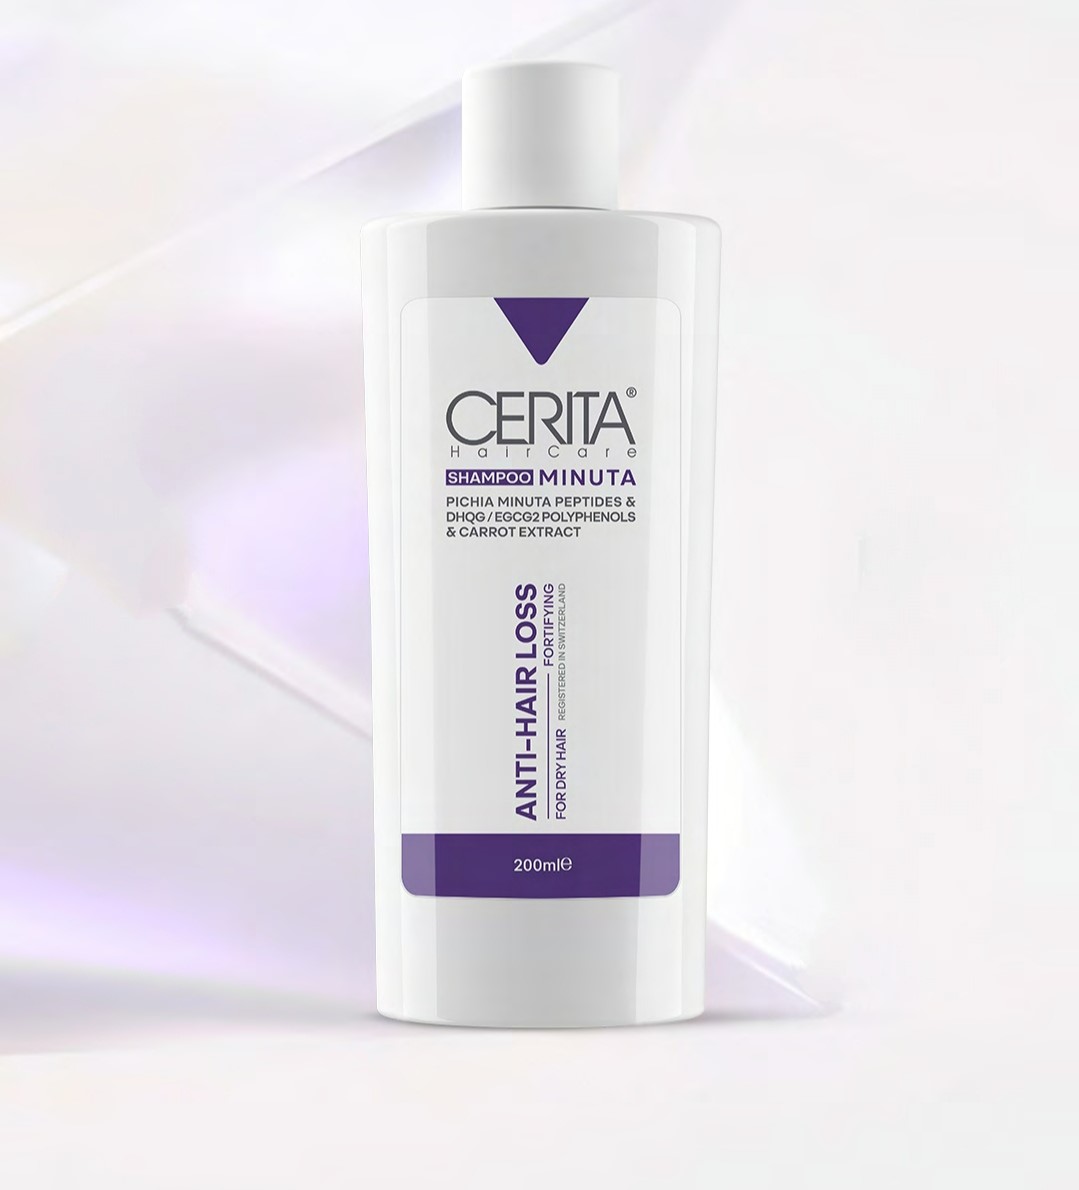 CERITA®
HairCare
SHAMPOO MINUTA
PICHIA MINUTA PEPTIDES &
DHQG / EGCG2 POLYPHENOLS
& CARROT EXTRACT
ANTI-HAIR LOSS
FORTIFYING
FOR DRY HAIR
REGISTERED IN SWITZERLAND
200ml℮